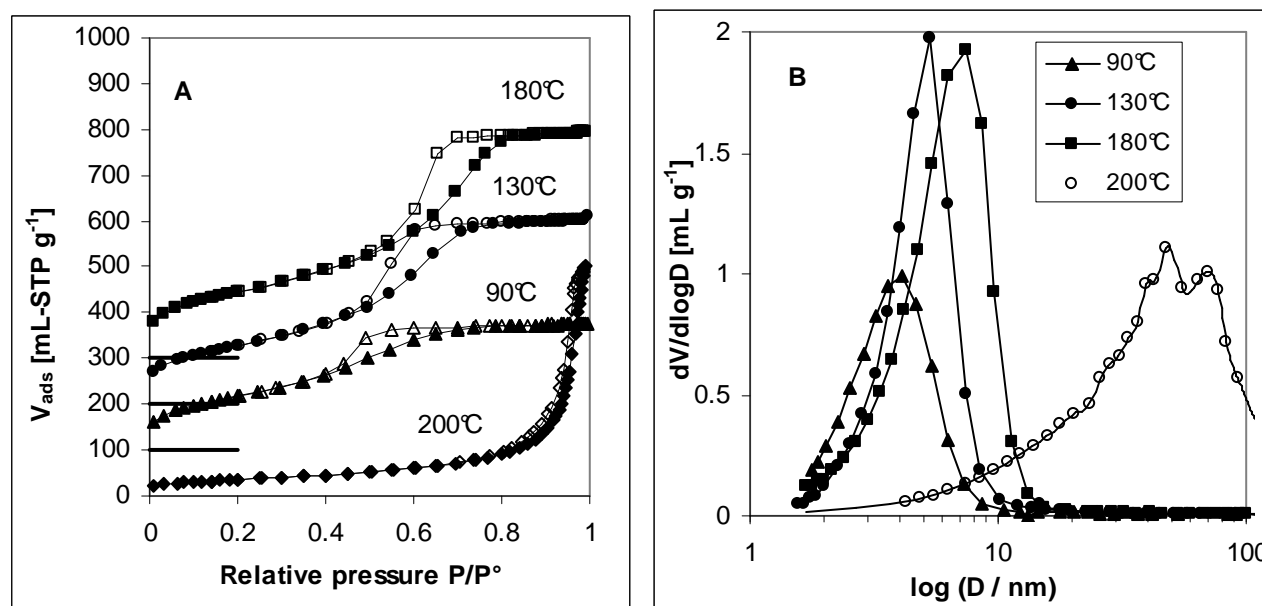 A
1000
900
800
700
600
500
400
300
200
100
0
V_ads [mL-STP g⁻¹]
180°C
130°C
90°C
200°C
0 0.2 0.4 0.6 0.8 1
Relative pressure P/P°
B
2
1.5
1
0.5
0
dV/dlogD [mL g⁻¹]
90°C
130°C
180°C
200°C
1 10 100
log (D / nm)